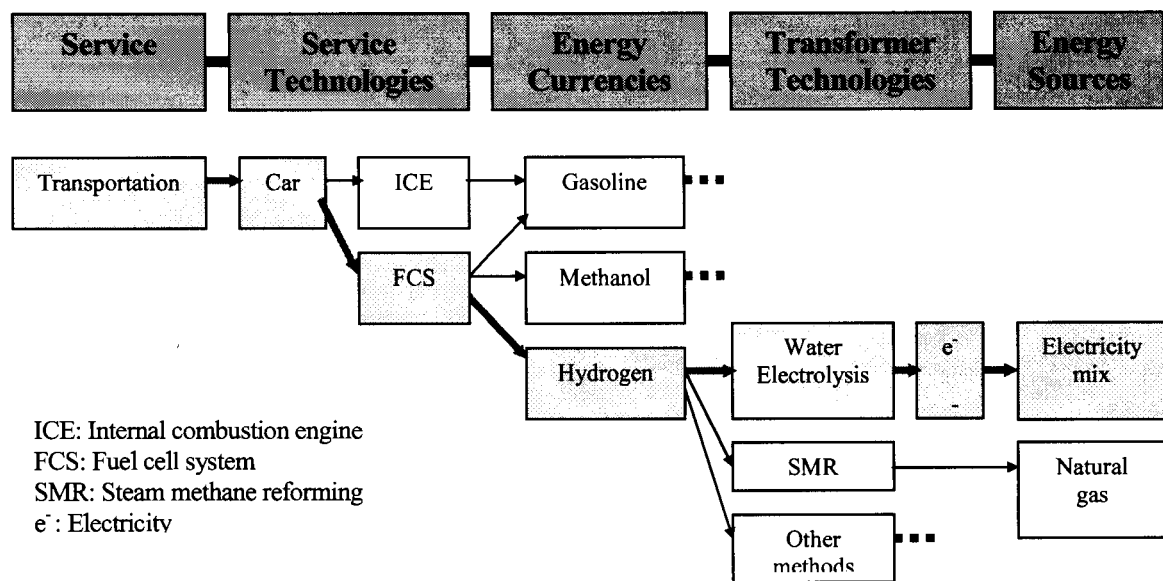 Service
Service
Technologies
Energy
Currencies
Transformer
Technologies
Energy
Sources
Transportation
Car
ICE
Gasoline
FCS
Methanol
Hydrogen
Water
Electrolysis
e-
-
Electricity
mix
SMR
Natural
gas
Other
methods
ICE: Internal combustion engine
FCS: Fuel cell system
SMR: Steam methane reforming
e-: Electricity